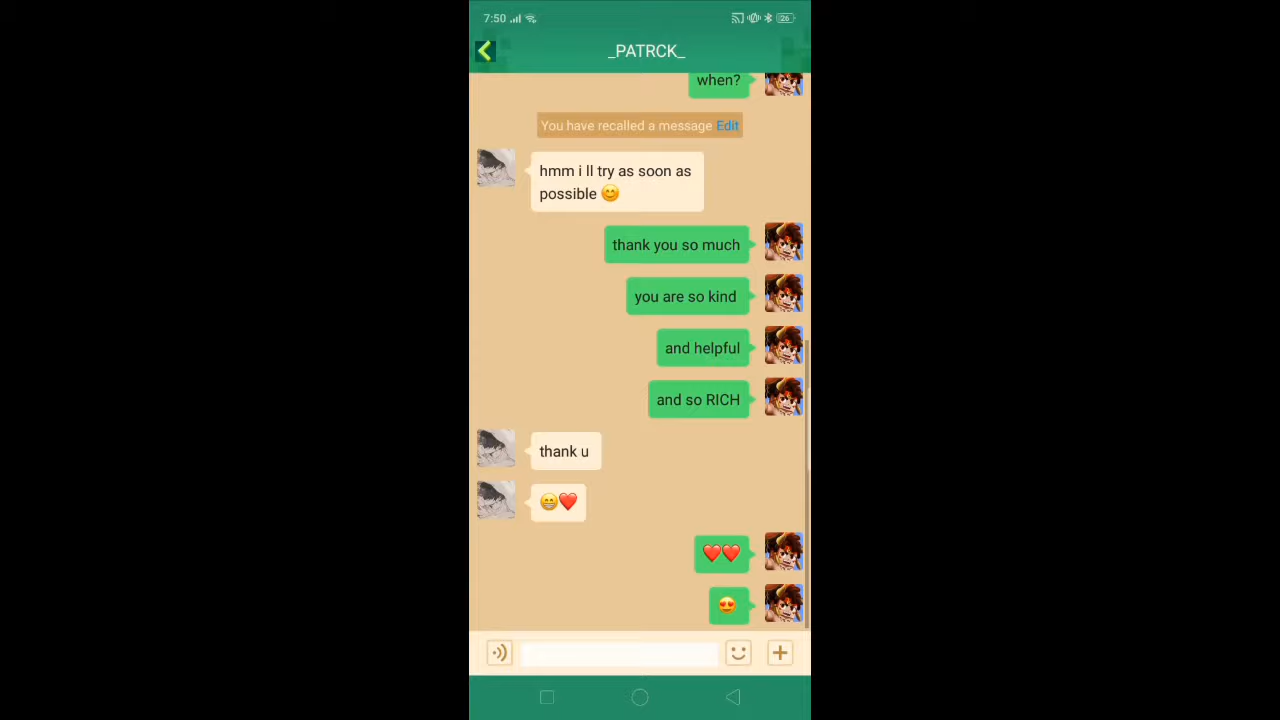 7:50
26
_PATRCK_
when?
You have recalled a message Edit
hmm i ll try as soon as
possible 😊
thank you so much
you are so kind
and helpful
and so RICH
thank u
😁❤️
❤️❤️
😍